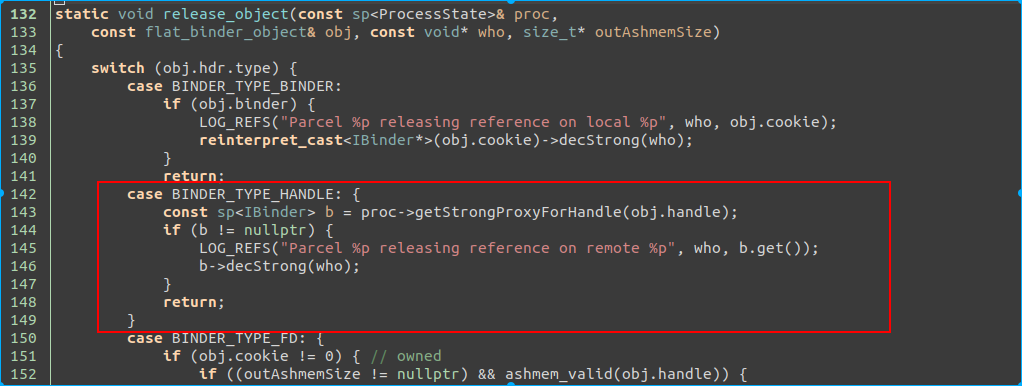 132 static void release_object(const sp<ProcessState>& proc,
133     const flat_binder_object& obj, const void* who, size_t* outAshmemSize)
134 {
135     switch (obj.hdr.type) {
136         case BINDER_TYPE_BINDER:
137             if (obj.binder) {
138                 LOG_REFS("Parcel %p releasing reference on local %p", who, obj.cookie);
139                 reinterpret_cast<IBinder*>(obj.cookie)->decStrong(who);
140             }
141             return;
142         case BINDER_TYPE_HANDLE: {
143             const sp<IBinder> b = proc->getStrongProxyForHandle(obj.handle);
144             if (b != nullptr) {
145                 LOG_REFS("Parcel %p releasing reference on remote %p", who, b.get());
146                 b->decStrong(who);
147             }
148             return;
149         }
150         case BINDER_TYPE_FD: {
151             if (obj.cookie != 0) { // owned
152                 if ((outAshmemSize != nullptr) && ashmem_valid(obj.handle)) {